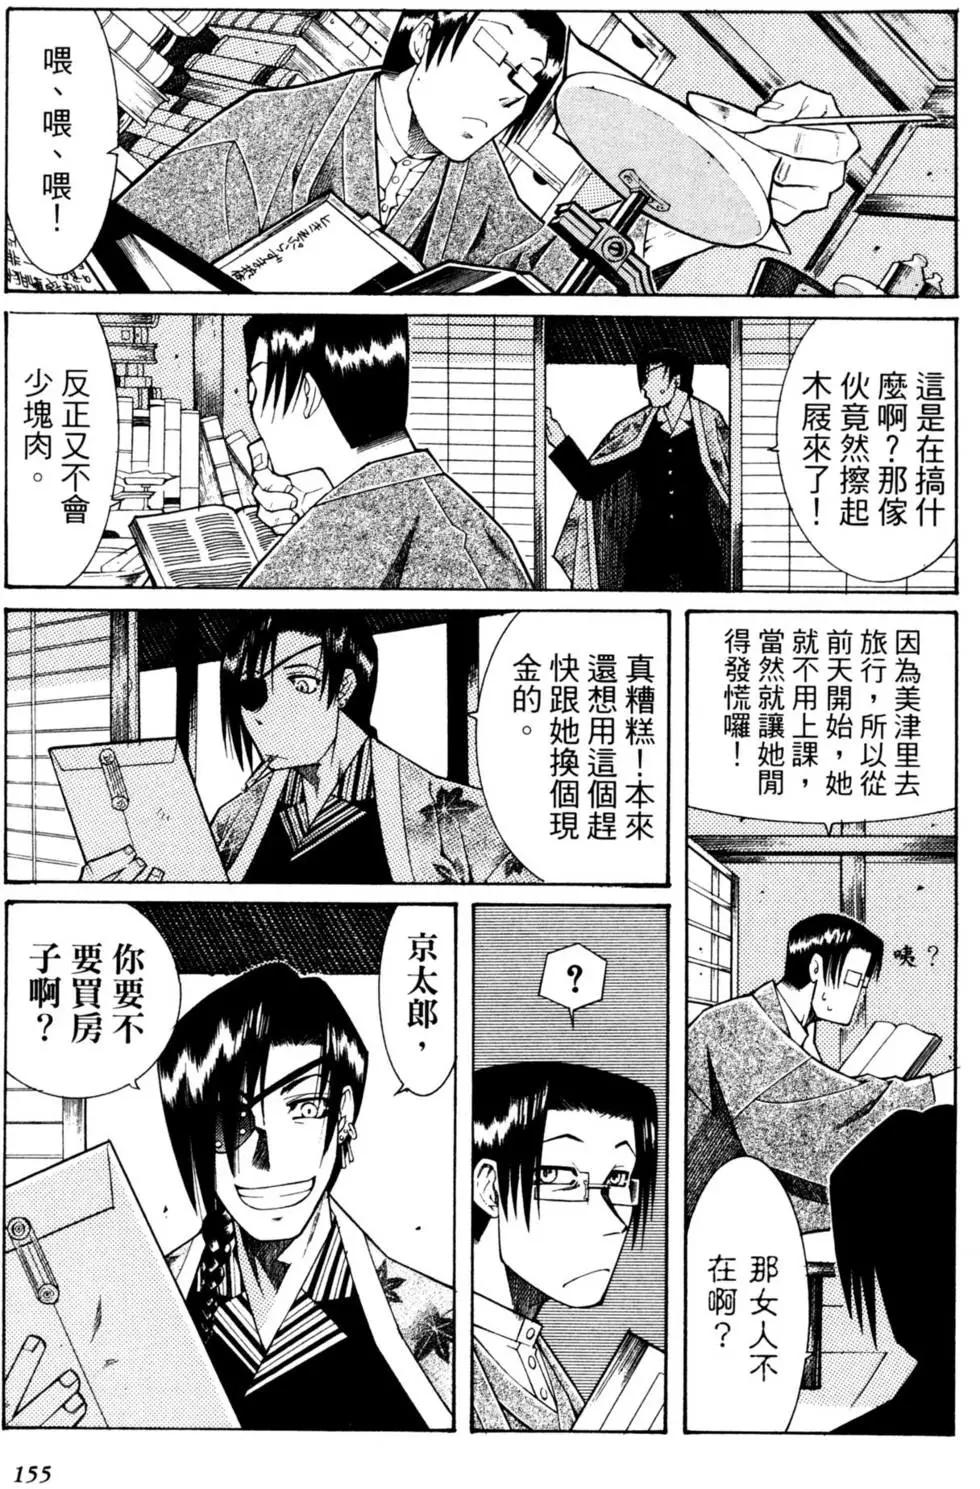 喂、喂、喂！
這是在搞什
麼啊？那傢
伙竟然擦起
木屐來了！
反正又不會
少塊肉。
因為美津里去
旅行，所以從
前天開始，她
就不用上課，
當然就讓她閒
得發慌囉！
咦？
那女人不
在啊？
真糟糕！本來
還想用這個趕
快跟她換個現
金的。
？
京太郎，
你要不
要買房
子啊？
155